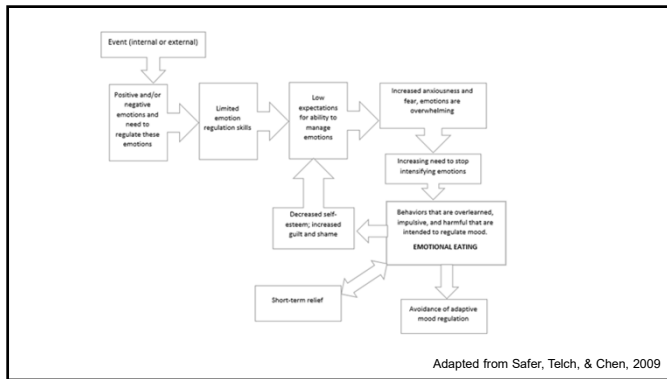 Event (internal or external)
Positive and/or
negative
emotions and
need to
regulate these
emotions
Limited
emotion
regulation skills
Low
expectations
for ability to
manage
emotions
Increased anxiousness and
fear, emotions are
overwhelming
Increasing need to stop
intensifying emotions
Behaviors that are overlearned,
impulsive, and harmful that are
intended to regulate mood.
EMOTIONAL EATING
Decreased self-
esteem; increased
guilt and shame
Short-term relief
Avoidance of adaptive
mood regulation
Adapted from Safer, Telch, & Chen, 2009